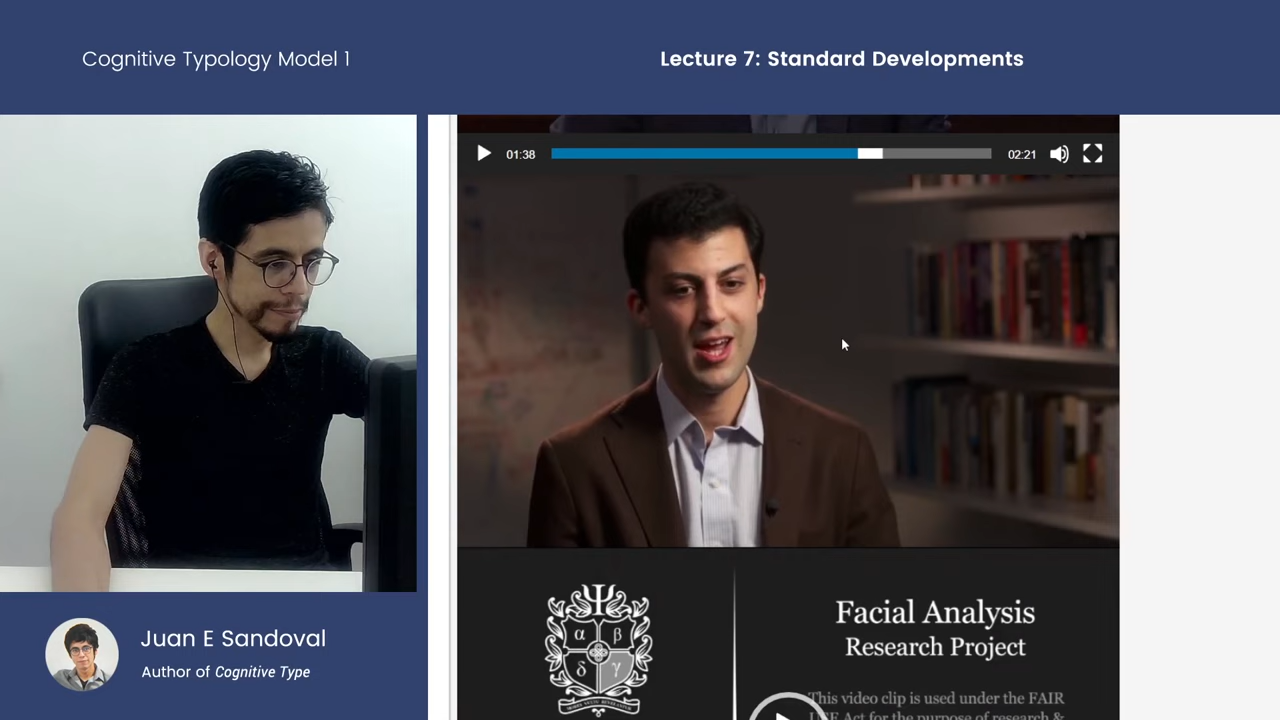 Cognitive Typology Model 1
Lecture 7: Standard Developments
01:38
02:21
Juan E Sandoval
Author of Cognitive Type
Ψ
α β
δ γ
Facial Analysis
Research Project
This video clip is used under the FAIR
USE Act for the purpose of research &